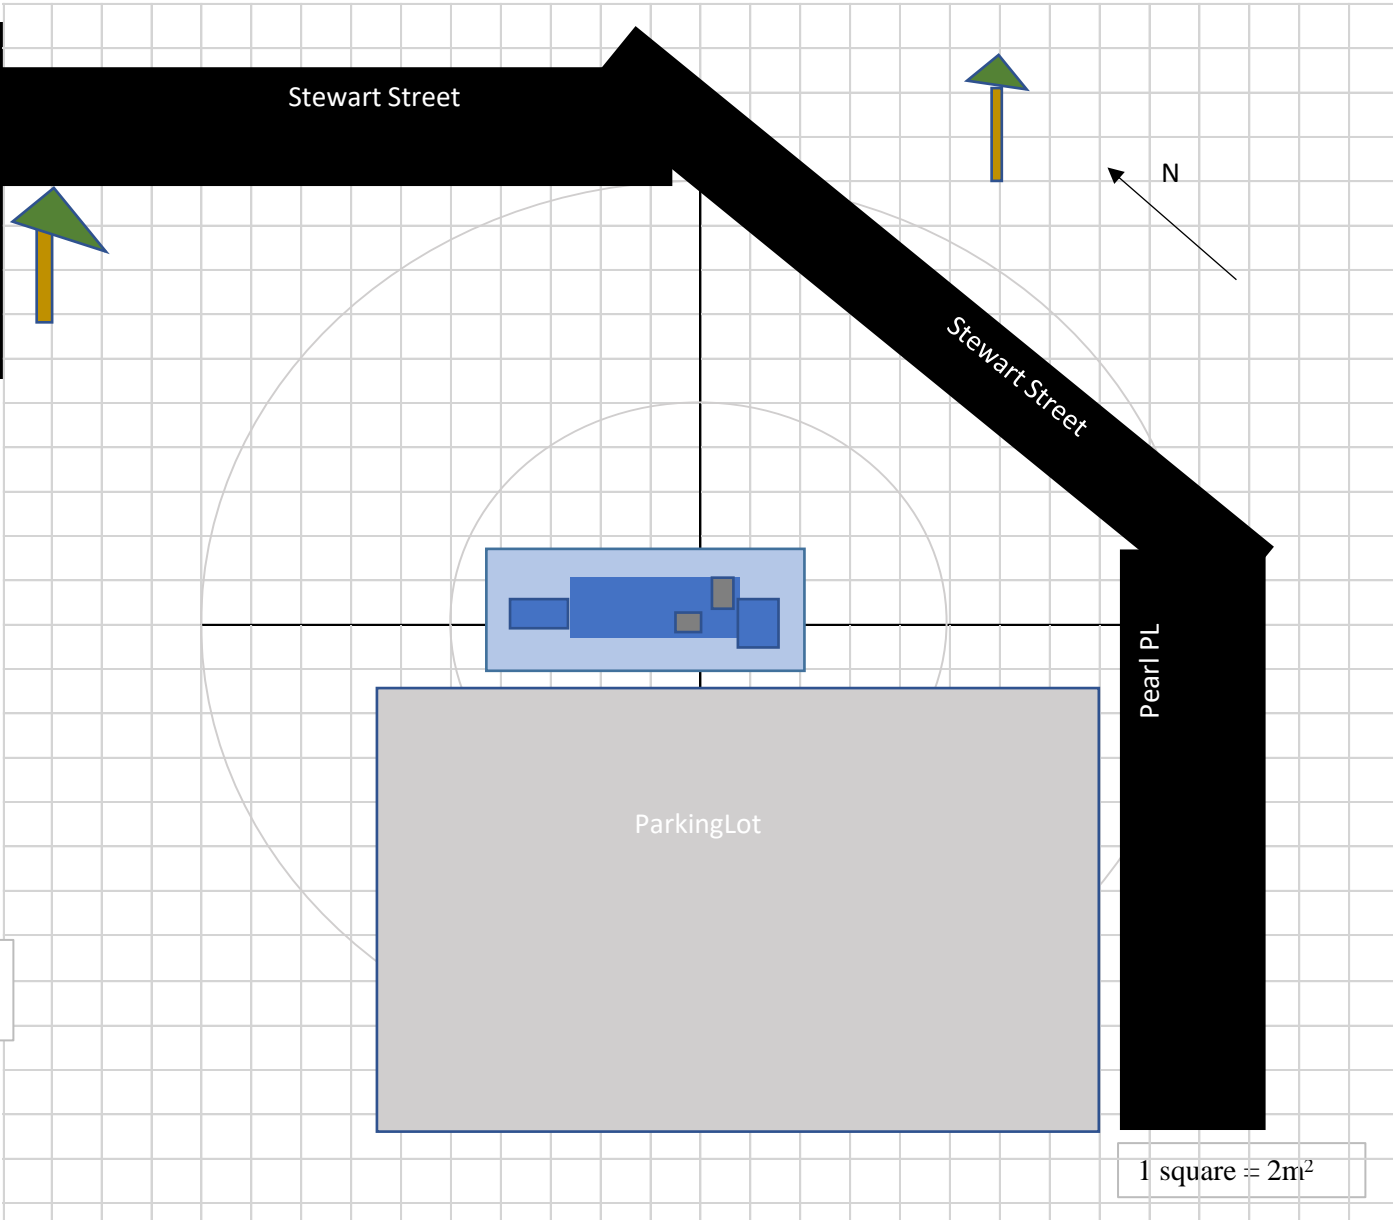 Stewart Street
N
Stewart Street
Pearl PL
ParkingLot
1 square = 2m²